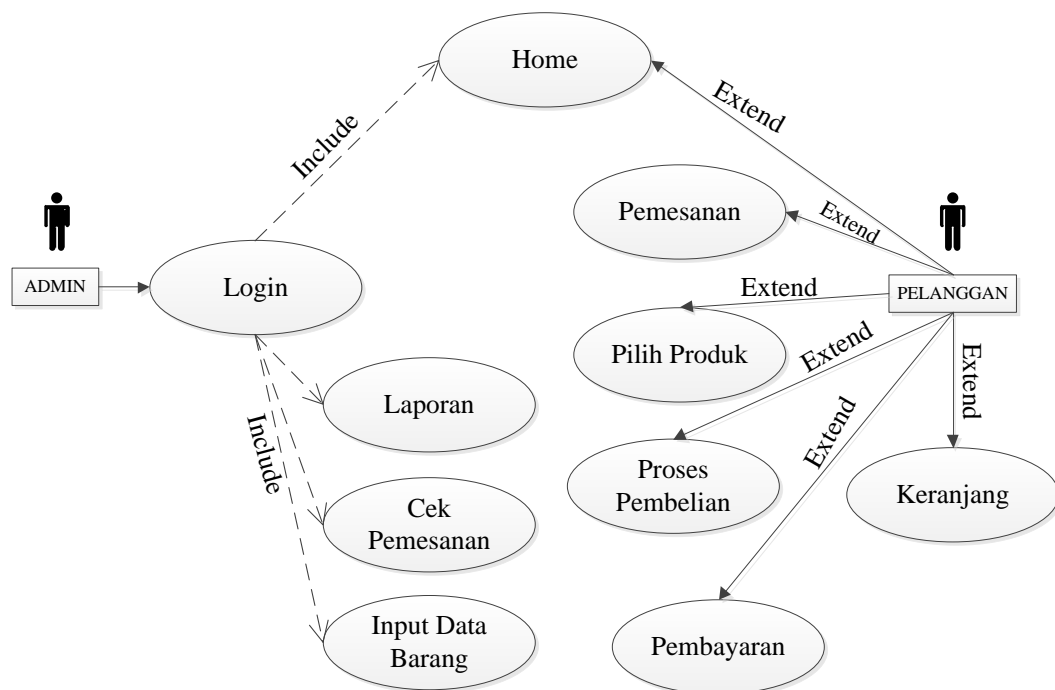 Home
Extend
Include
Pemesanan
Extend
ADMIN
Login
PELANGGAN
Extend
Pilih Produk
Extend
Extend
Laporan
Include
Extend
Proses
Pembelian
Keranjang
Cek
Pemesanan
Input Data
Barang
Pembayaran